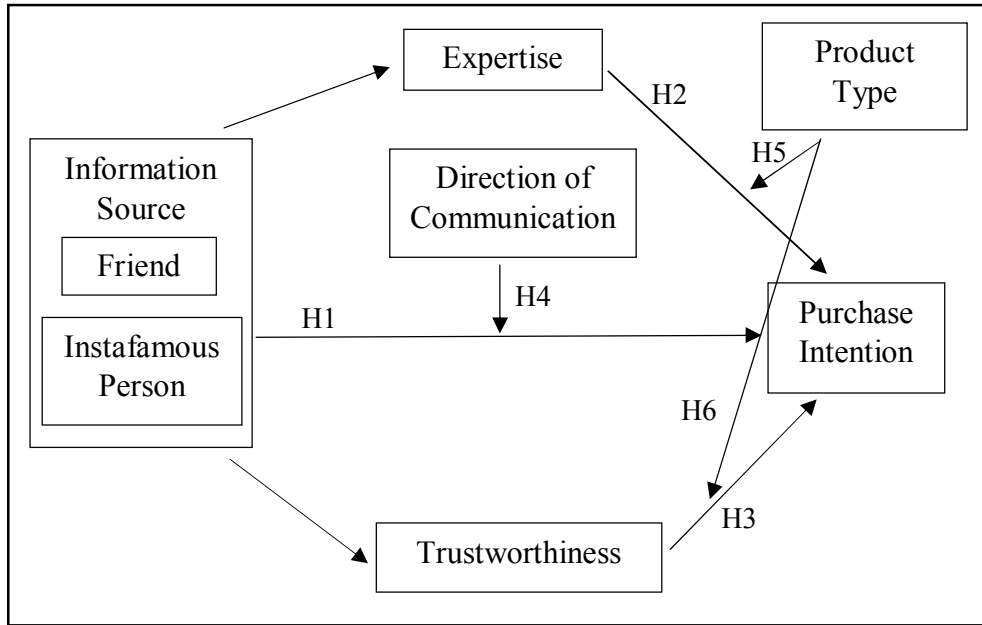 Expertise
Product
Type
H2
H5
Information
Source
Friend
Instafamous
Person
Direction of
Communication
H4
H1
Purchase
Intention
H6
H3
Trustworthiness